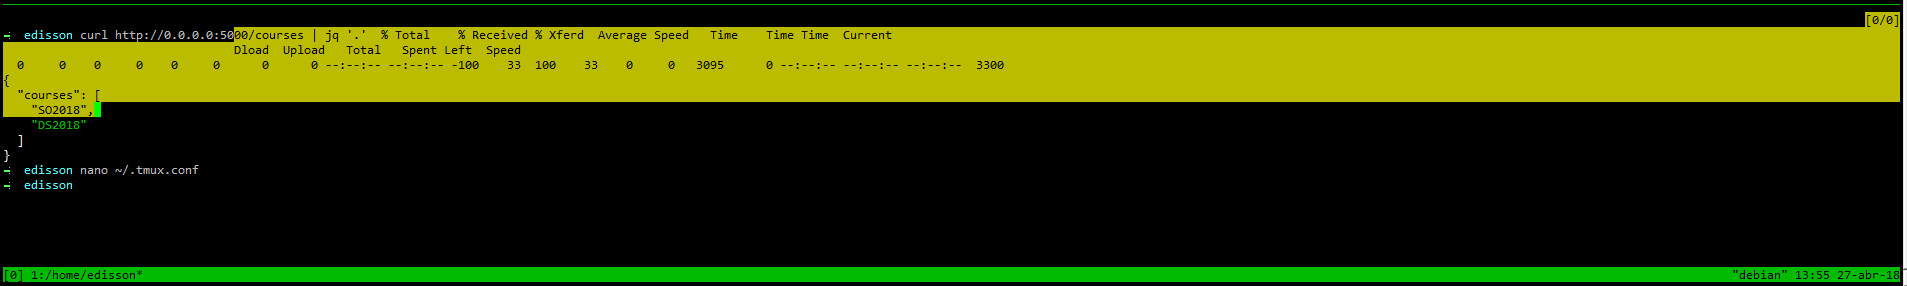 [0/0]
edisson curl http://0.0.0.0:5000/courses | jq '.'  % Total    % Received % Xferd  Average Speed   Time    Time Time  Current
Dload  Upload   Total   Spent Left  Speed
0     0    0     0    0     0      0      0 --:--:-- --:--:-- -100    33  100    33    0     0   3095      0 --:--:-- --:--:-- --:--:--  3300
{
"courses": [
"SO2018",
"DS2018"
]
}
edisson nano ~/.tmux.conf
edisson
[0] 1:/home/edisson* "debian" 13:55 27-abr-18